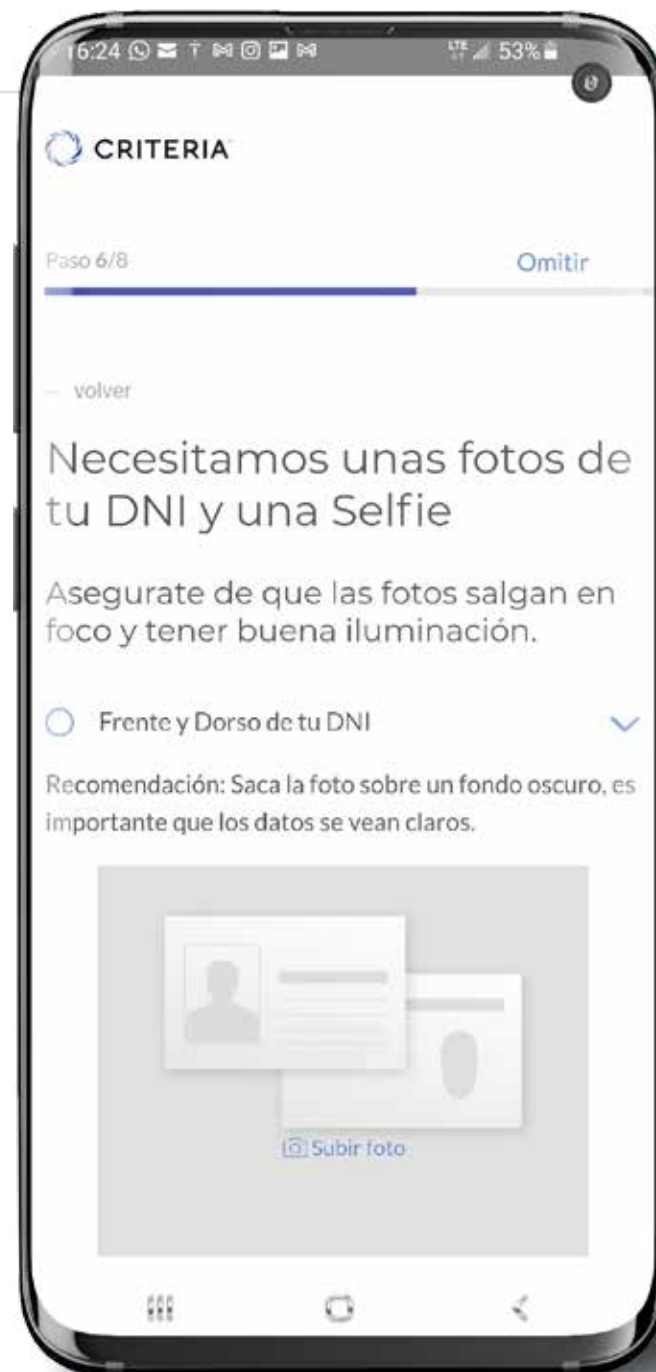 16:24 LTE 53%
CRITERIA
Paso 6/8 Omitir
volver
Necesitamos unas fotos de
tu DNI y una Selfie
Asegurate de que las fotos salgan en
foco y tener buena iluminación.
Frente y Dorso de tu DNI
Recomendación: Saca la foto sobre un fondo oscuro, es
importante que los datos se vean claros.
Subir foto